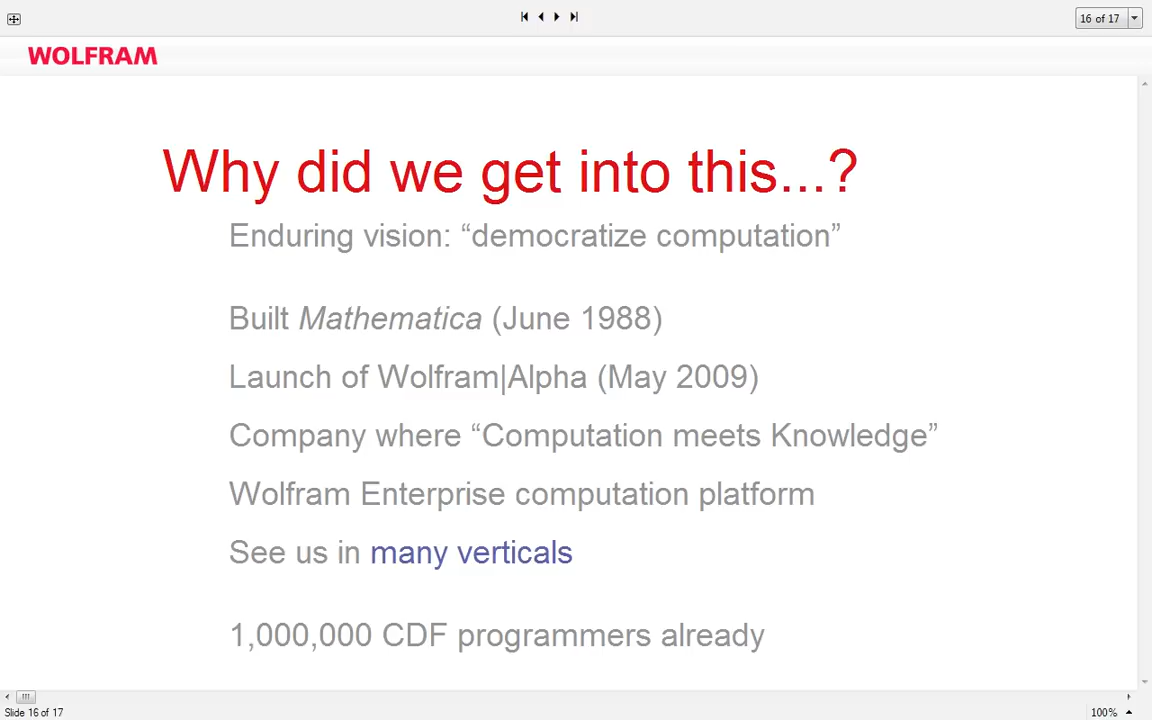 16 of 17
WOLFRAM
Why did we get into this...?
Enduring vision: “democratize computation”
Built Mathematica (June 1988)
Launch of Wolfram|Alpha (May 2009)
Company where “Computation meets Knowledge”
Wolfram Enterprise computation platform
See us in many verticals
1,000,000 CDF programmers already
Slide 16 of 17
100%